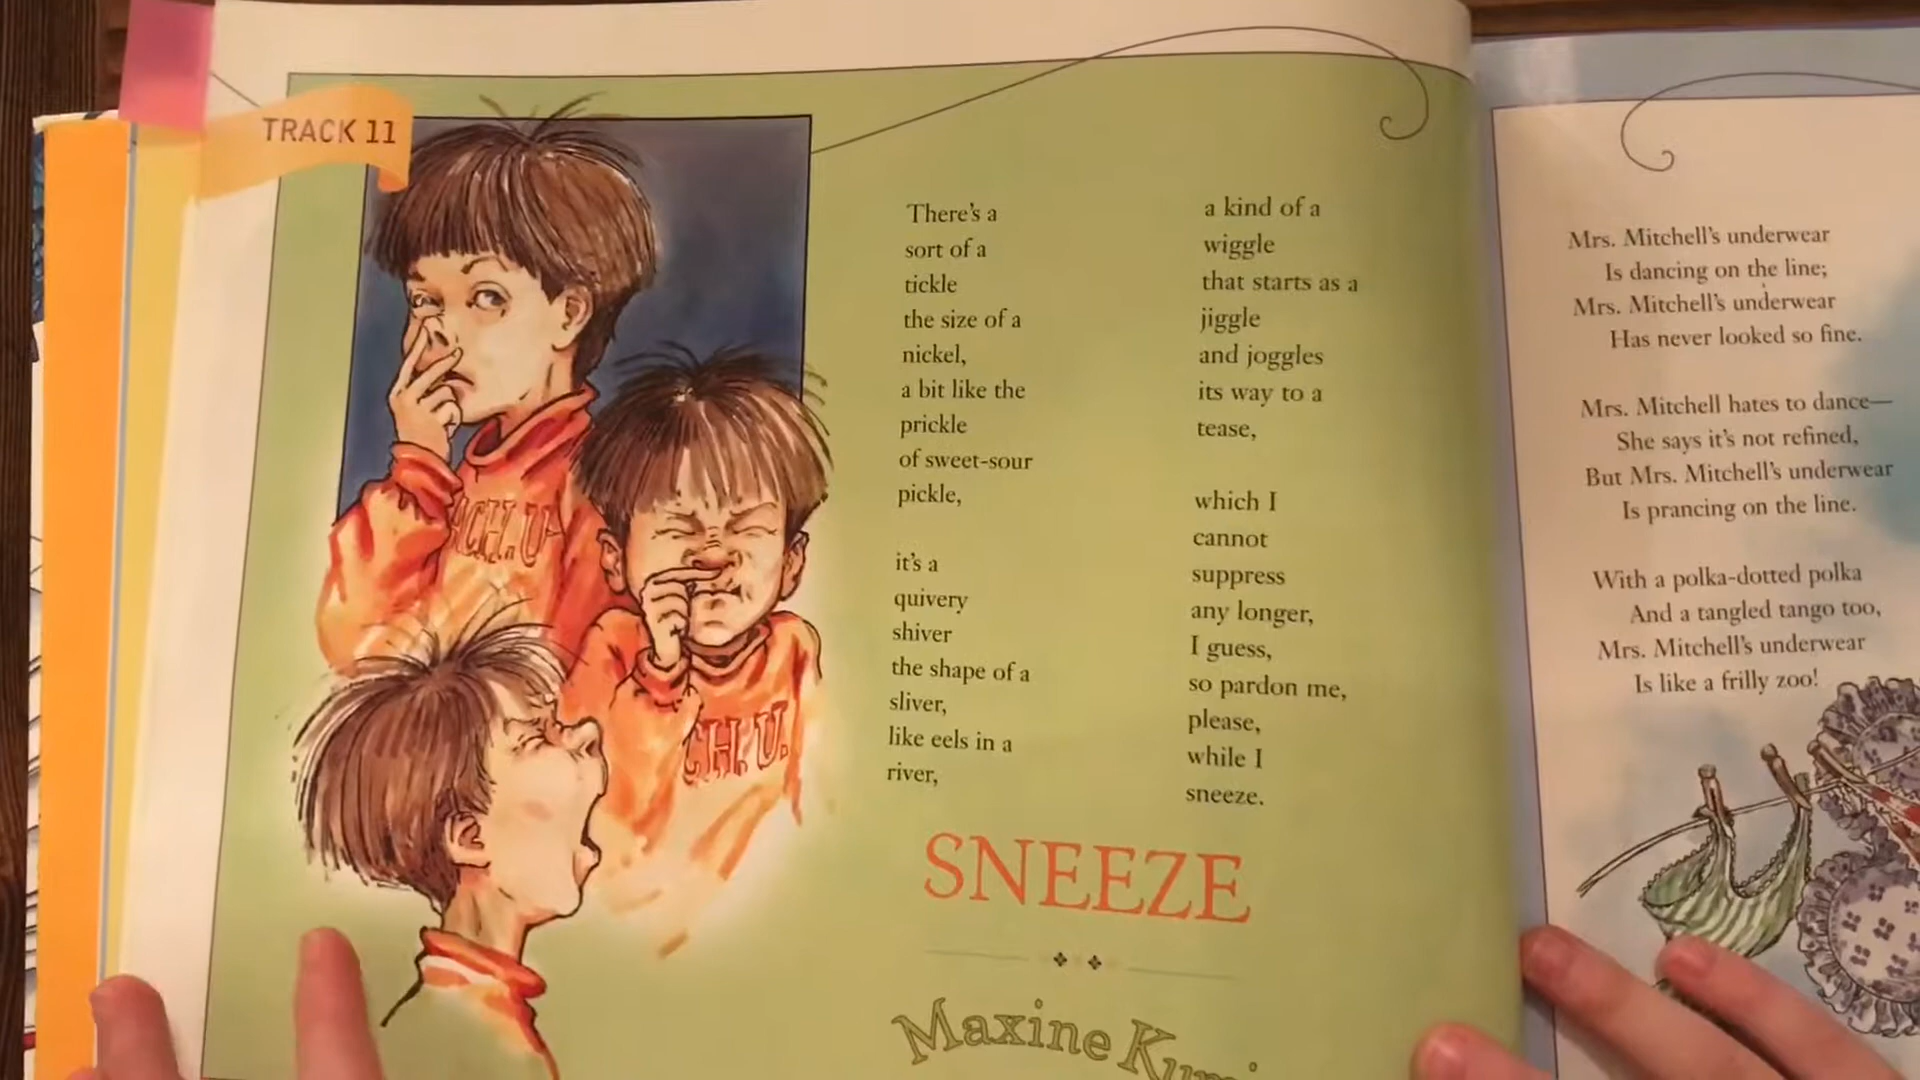 TRACK 11
ACH.U
CH.U.
There's a
sort of a
tickle
the size of a
nickel,
a bit like the
prickle
of sweet-sour
pickle,
it's a
quivery
shiver
the shape of a
sliver,
like eels in a
river,
a kind of a
wiggle
that starts as a
jiggle
and joggles
its way to a
tease,
which I
cannot
suppress
any longer,
I guess,
so pardon me,
please,
while I
sneeze.
SNEEZE
Maxine
Mrs. Mitchell's underwear
Is dancing on the line;
Mrs. Mitchell's underwear
Has never looked so fine.
Mrs. Mitchell hates to dance—
She says it's not refined,
But Mrs. Mitchell's underwear
Is prancing on the line.
With a polka-dotted polka
And a tangled tango too,
Mrs. Mitchell's underwear
Is like a frilly zoo!